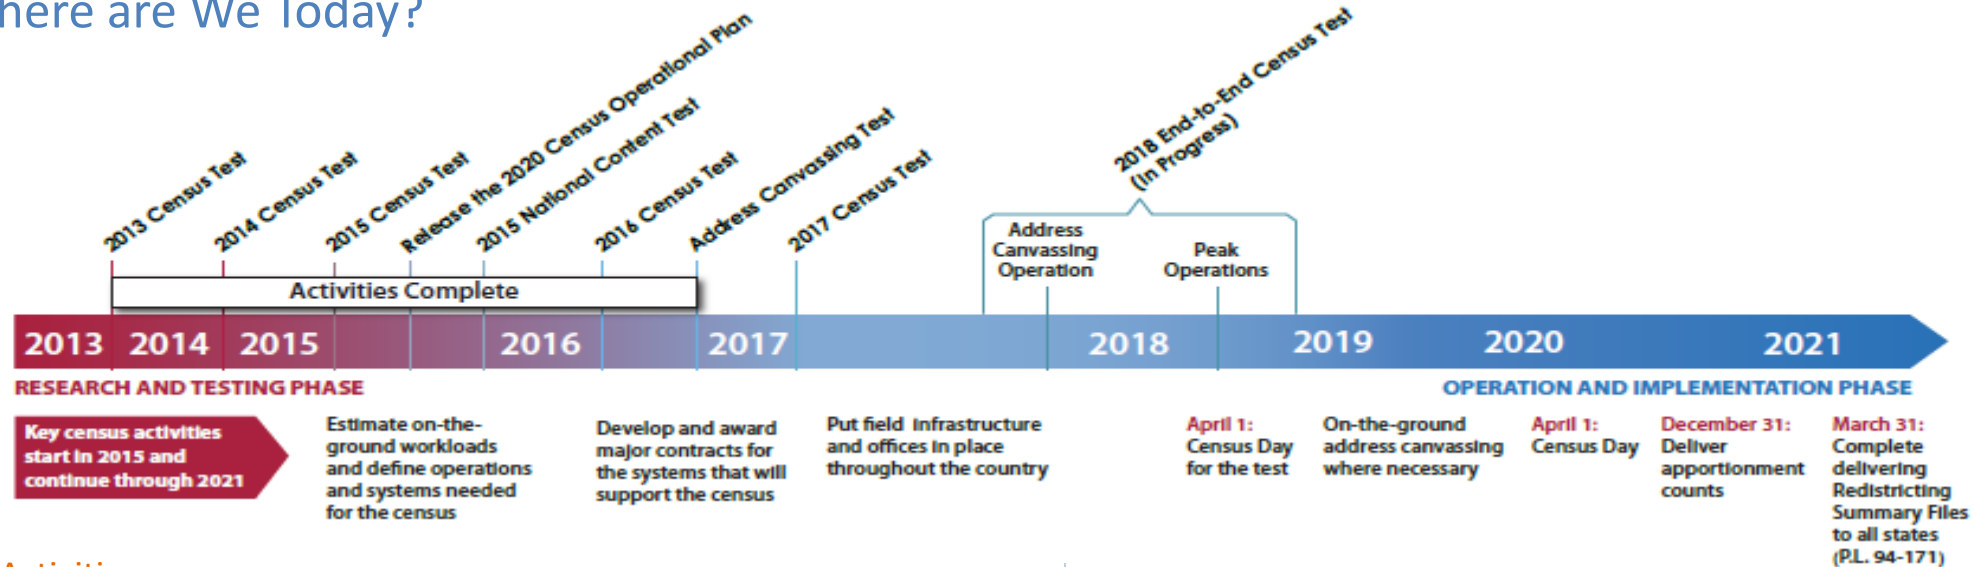 here are We Today?
2013 Census Test
2014 Census Test
2015 Census Test
Release the 2020 Census Operational Plan
2015 National Content Test
2016 Census Test
Address Canvassing Test
2017 Census Test
2018 End-to-End Census Test
(In Progress)
Address
Canvassing
Operation
Peak
Operations
Activities Complete
2013 2014 2015 2016 2017 2018 2019 2020 2021
RESEARCH AND TESTING PHASE
OPERATION AND IMPLEMENTATION PHASE
Key census activities
start in 2015 and
continue through 2021
Estimate on-the-
ground workloads
and define operations
and systems needed
for the census
Develop and award
major contracts for
the systems that will
support the census
Put field infrastructure
and offices in place
throughout the country
April 1:
Census Day
for the test
On-the-ground
address canvassing
where necessary
April 1:
Census Day
December 31:
Deliver
apportionment
counts
March 31:
Complete
delivering
Redistricting
Summary Files
to all states
(P.L. 94-171)